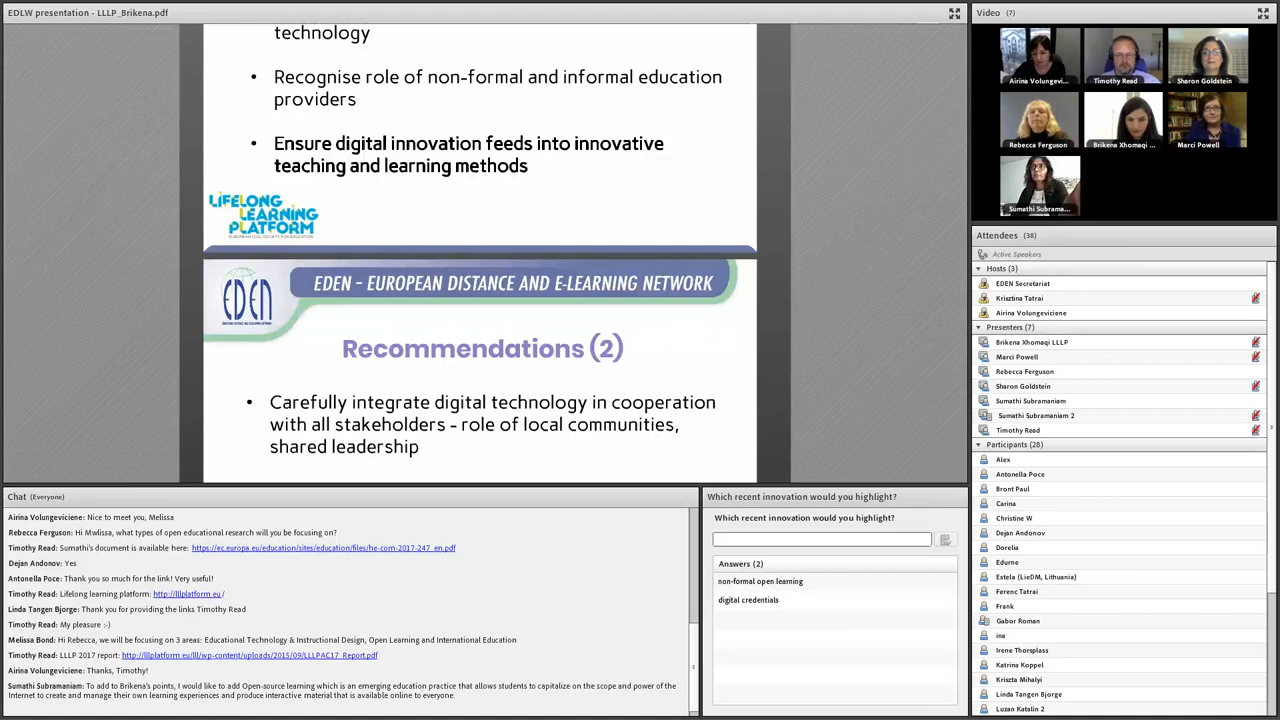 EDLW presentation - LLLP_Brikena.pdf
technology
• Recognise role of non-formal and informal education
providers
• Ensure digital innovation feeds into innovative
teaching and learning methods
LIFELONG
LEARNING
PLATFORM
EUROPEAN CIVIL SOCIETY FOR EDUCATION
EDEN
EDEN - EUROPEAN DISTANCE AND E-LEARNING NETWORK
Recommendations (2)
• Carefully integrate digital technology in cooperation
with all stakeholders - role of local communities,
shared leadership
Chat (Everyone)
Airina Volungeviciene: Nice to meet you, Melissa
Rebecca Ferguson: Hi Mwlissa, what types of open educational research will you be focusing on?
Timothy Read: Sumathi's document is available here: https://ec.europa.eu/education/sites/education/files/he-com-2017-247_en.pdf
Dejan Andonov: Yes
Antonella Poce: Thank you so much for the link! Very useful!
Timothy Read: Lifelong learning platform: http://lllplatform.eu/
Linda Tangen Bjorge: Thank you for providing the links Timothy Read
Timothy Read: My pleasure :-)
Melissa Bond: Hi Rebecca, we will be focusing on 3 areas: Educational Technology & Instructional Design, Open Learning and International Education
Timothy Read: LLLP 2017 report: http://lllplatform.eu/lll/wp-content/uploads/2015/09/LLLPAC17_Report.pdf
Airina Volungeviciene: Thanks, Timothy!
Sumathi Subramaniam: To add to Brikena's points, I would like to add Open-source learning which is an emerging education practice that allows students to capitalize on the scope and power of the
Internet to create and manage their own learning experiences and produce interactive material that is available online to everyone.
Which recent innovation would you highlight?
Which recent innovation would you highlight?
Answers (2)
non-formal open learning
digital credentials
Video (7)
Airina Volungevi...
Timothy Read
Sharon Goldstein
Rebecca Ferguson
Brikena Xhomaqi ...
Marci Powell
Sumathi Subrama...
Attendees (38)
Active Speakers
Hosts (3)
EDEN Secretariat
Krisztina Tatrai
Airina Volungeviciene
Presenters (7)
Brikena Xhomaqi LLLP
Marci Powell
Rebecca Ferguson
Sharon Goldstein
Sumathi Subramaniam
Sumathi Subramaniam 2
Timothy Read
Participants (28)
Alex
Antonella Poce
Bront Paul
Carina
Christine W
Dejan Andonov
Dorelia
Edurne
Estela (LieDM, Lithuania)
Ferenc Tatrai
Frank
Gabor Roman
ina
Irene Thorsplass
Katrina Koppel
Kriszta Mihalyi
Linda Tangen Bjorge
Luzan Katalin 2